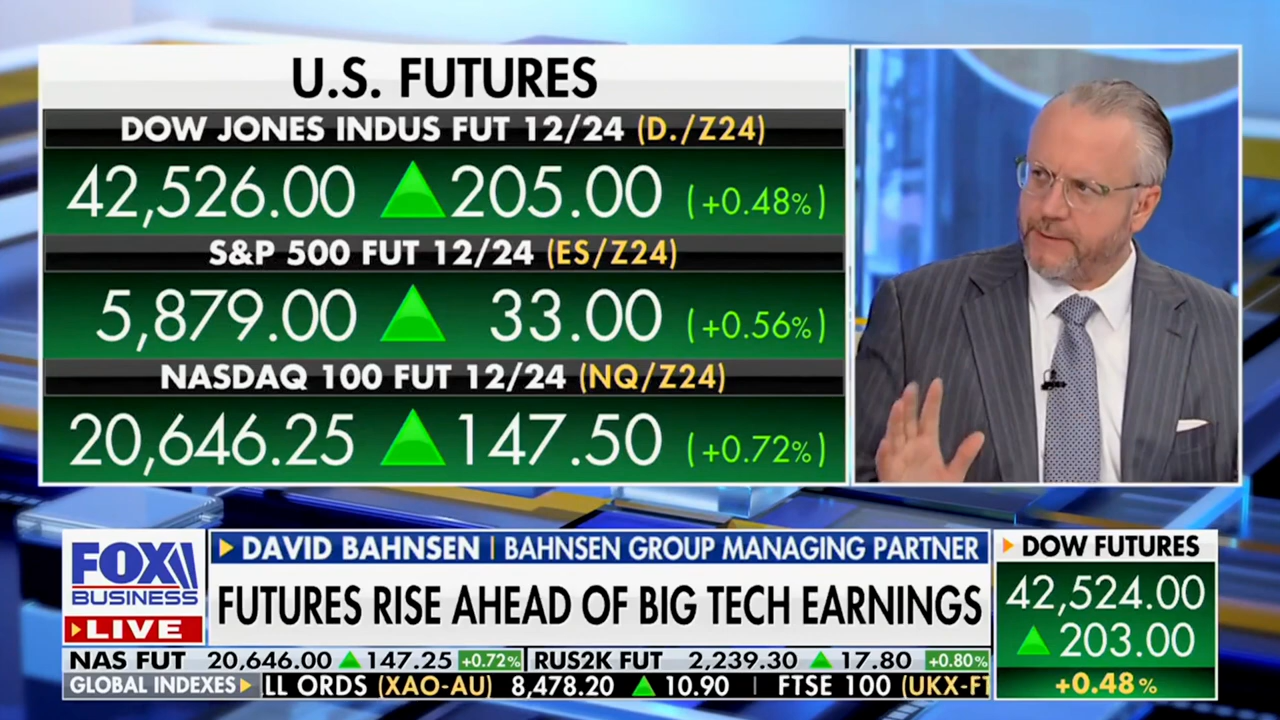 U.S. FUTURES
DOW JONES INDUS FUT 12/24 (D./Z24)
42,526.00 ▲ 205.00 (+0.48%)
S&P 500 FUT 12/24 (ES/Z24)
5,879.00 ▲ 33.00 (+0.56%)
NASDAQ 100 FUT 12/24 (NQ/Z24)
20,646.25 ▲ 147.50 (+0.72%)
FOX
BUSINESS
LIVE
DAVID BAHNSEN | BAHNSEN GROUP MANAGING PARTNER
FUTURES RISE AHEAD OF BIG TECH EARNINGS
DOW FUTURES
42,524.00
▲ 203.00
+0.48%
NAS FUT 20,646.00 ▲ 147.25 +0.72% RUS2K FUT 2,239.30 ▲ 17.80 +0.80%
GLOBAL INDEXES LL ORDS (XAO-AU) 8,478.20 ▲ 10.90 | FTSE 100 (UKX-FT